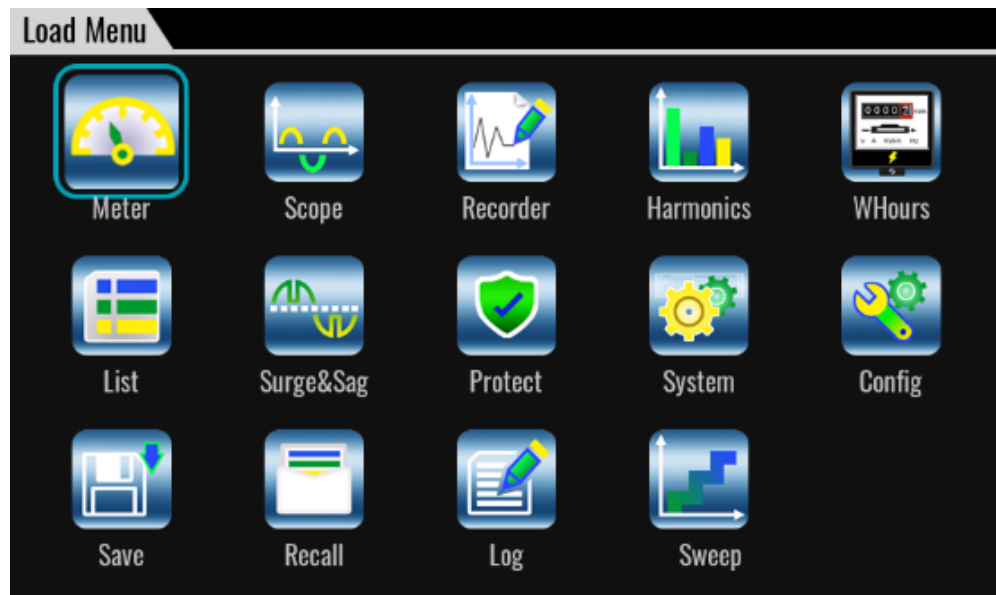 Load Menu
Meter
Scope
Recorder
Harmonics
WHours
List
Surge&Sag
Protect
System
Config
Save
Recall
Log
Sweep